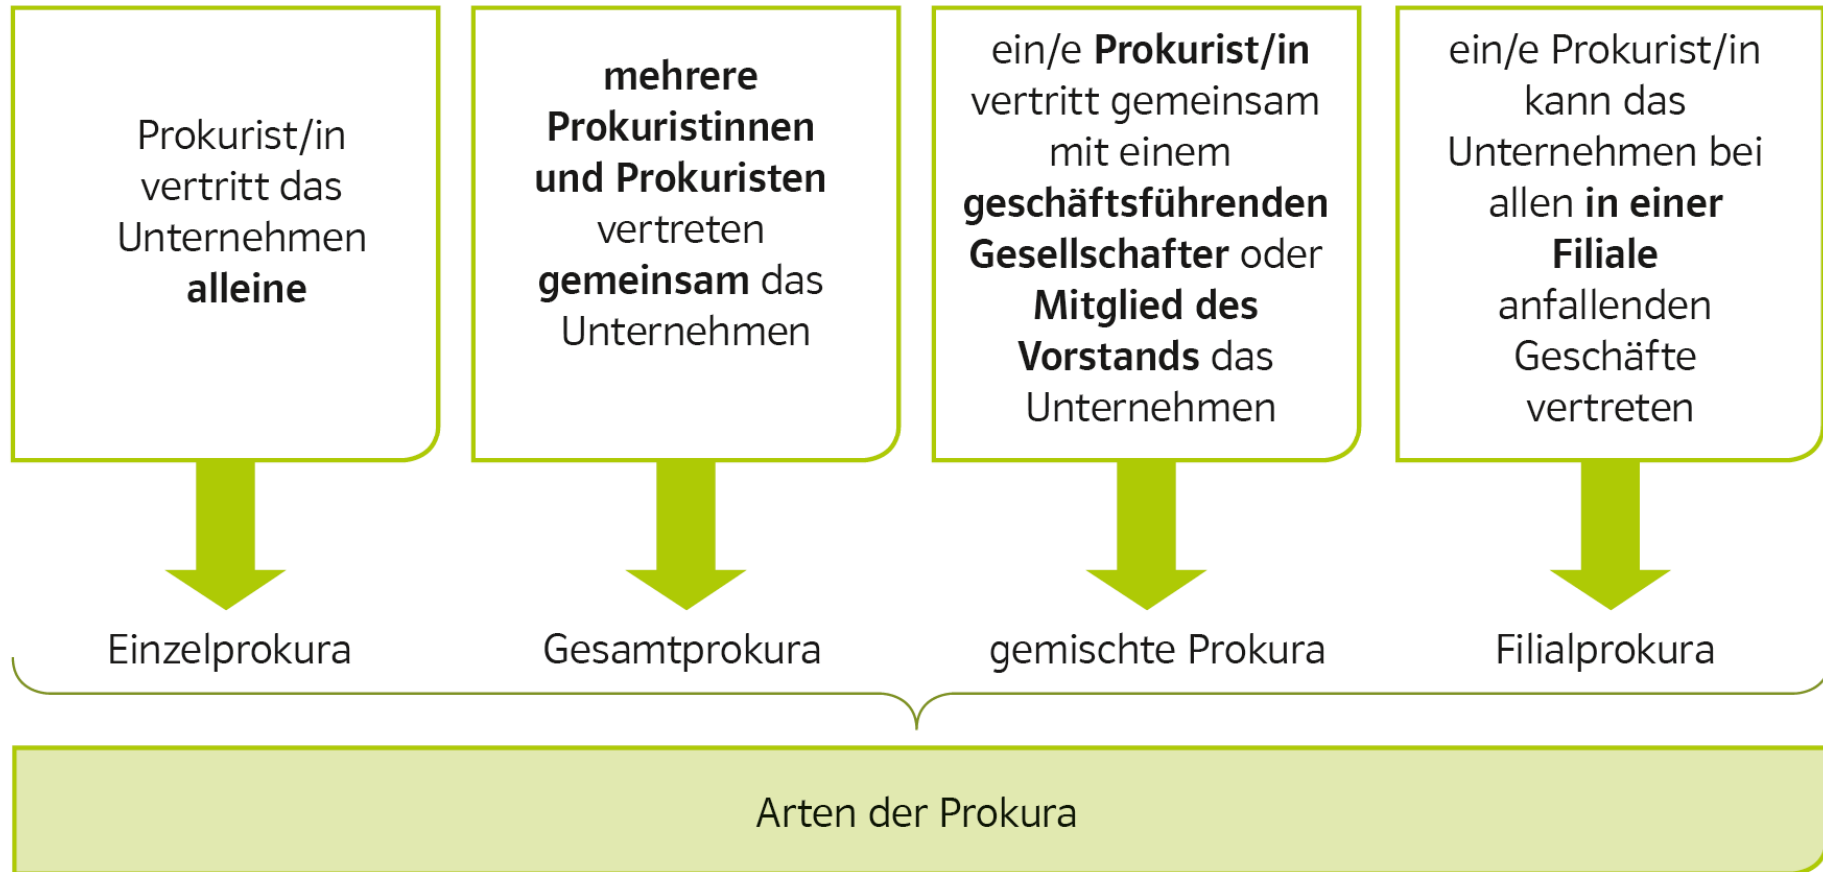 Prokurist/in
vertritt das
Unternehmen
alleine
mehrere
Prokuristinnen
und Prokuristen
vertreten
gemeinsam das
Unternehmen
ein/e Prokurist/in
vertritt gemeinsam
mit einem
geschäftsführenden
Gesellschafter oder
Mitglied des
Vorstands das
Unternehmen
ein/e Prokurist/in
kann das
Unternehmen bei
allen in einer
Filiale
anfallenden
Geschäfte
vertreten
Einzelprokura
Gesamtprokura
gemischte Prokura
Filialprokura
Arten der Prokura